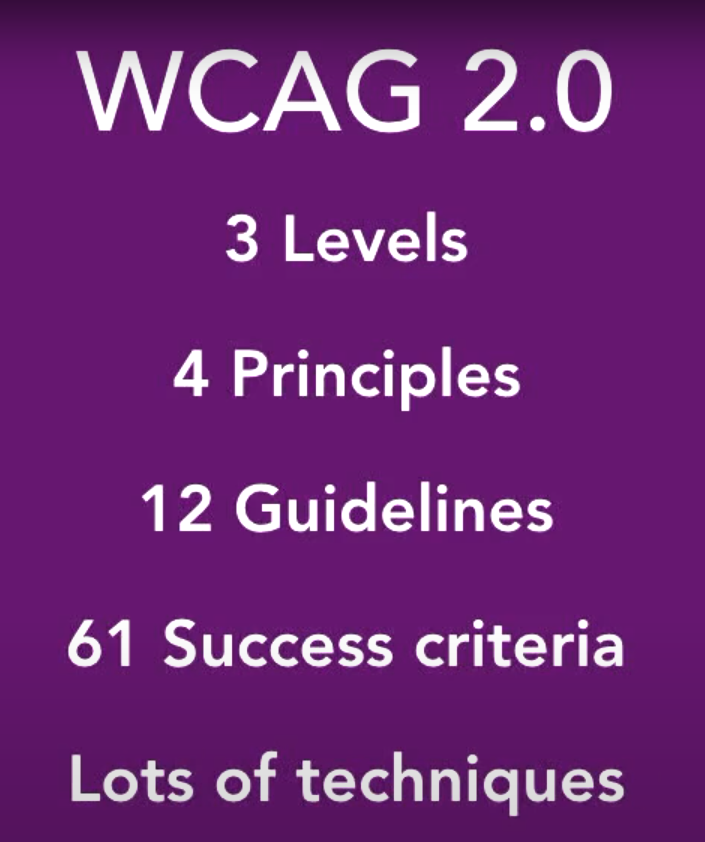 WCAG 2.0
3 Levels
4 Principles
12 Guidelines
61 Success criteria
Lots of techniques